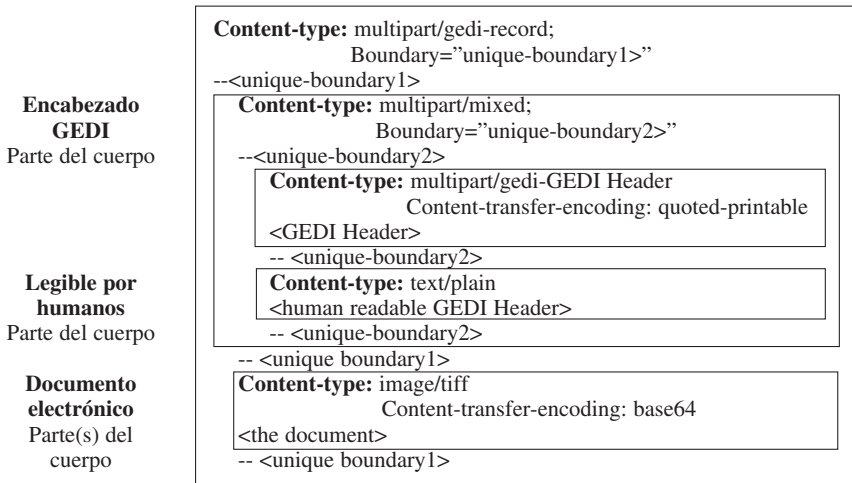 Content-type: multipart/gedi-record;
Boundary=”unique-boundary1>”
--<unique-boundary1>
Encabezado
GEDI
Parte del cuerpo
Content-type: multipart/mixed;
Boundary=”unique-boundary2>”
--<unique-boundary2>
Content-type: multipart/gedi-GEDI Header
Content-transfer-encoding: quoted-printable
<GEDI Header>
-- <unique-boundary2>
Legible por
humanos
Parte del cuerpo
Content-type: text/plain
<human readable GEDI Header>
-- <unique-boundary2>
-- <unique boundary1>
Documento
electrónico
Parte(s) del
cuerpo
Content-type: image/tiff
Content-transfer-encoding: base64
<the document>
-- <unique boundary1>